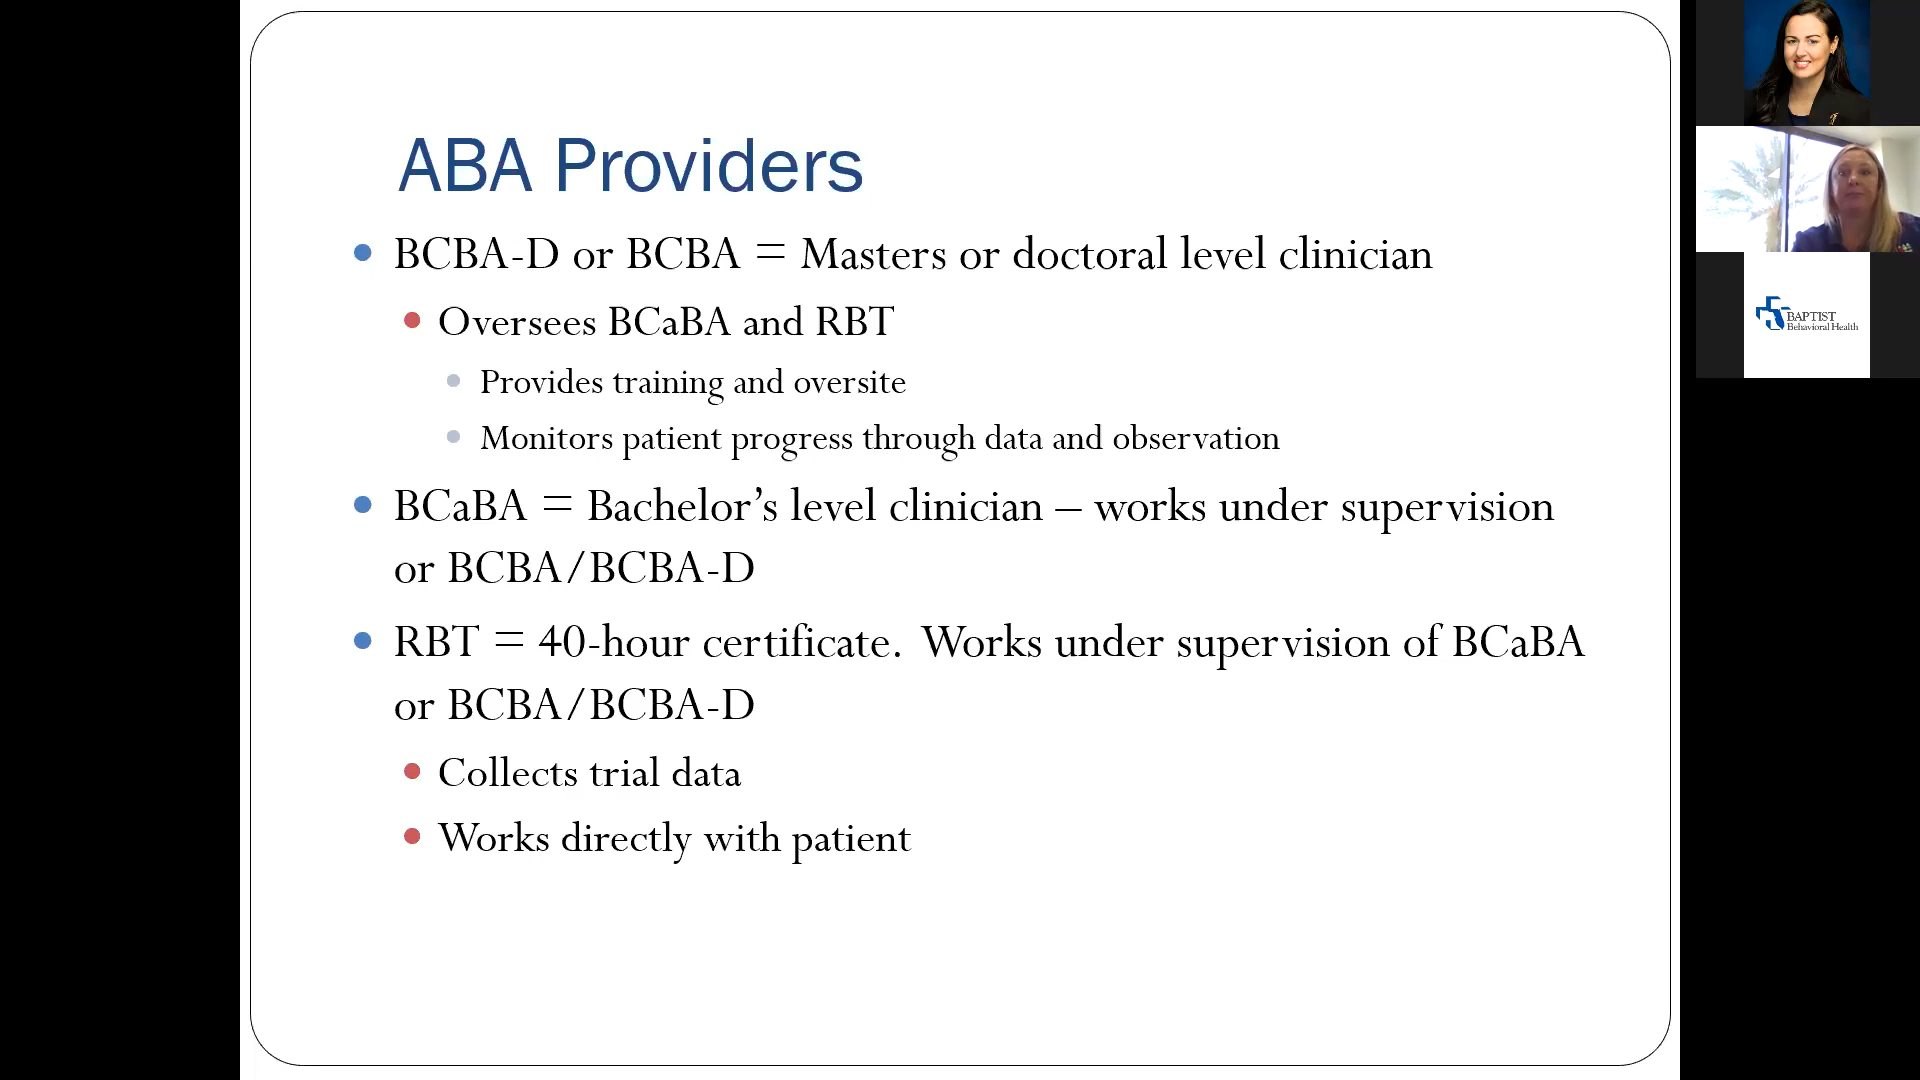 ABA Providers
BCBA-D or BCBA = Masters or doctoral level clinician
Oversees BCaBA and RBT
Provides training and oversite
Monitors patient progress through data and observation
BCaBA = Bachelor’s level clinician – works under supervision
or BCBA/BCBA-D
RBT = 40-hour certificate.  Works under supervision of BCaBA
or BCBA/BCBA-D
Collects trial data
Works directly with patient
BAPTIST
Behavioral Health